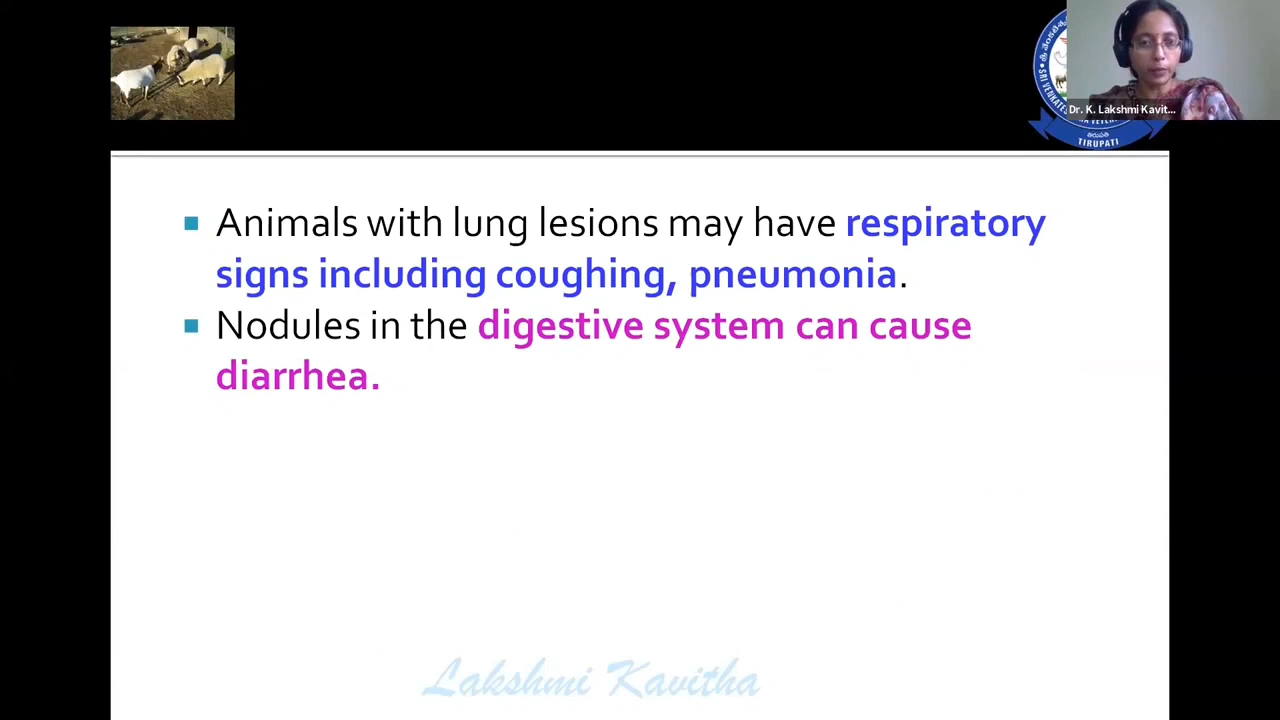 Dr. K. Lakshmi Kavit...
తిరుపతి
TIRUPATI
Animals with lung lesions may have respiratory
signs including coughing, pneumonia.
Nodules in the digestive system can cause
diarrhea.
Lakshmi Kavitha